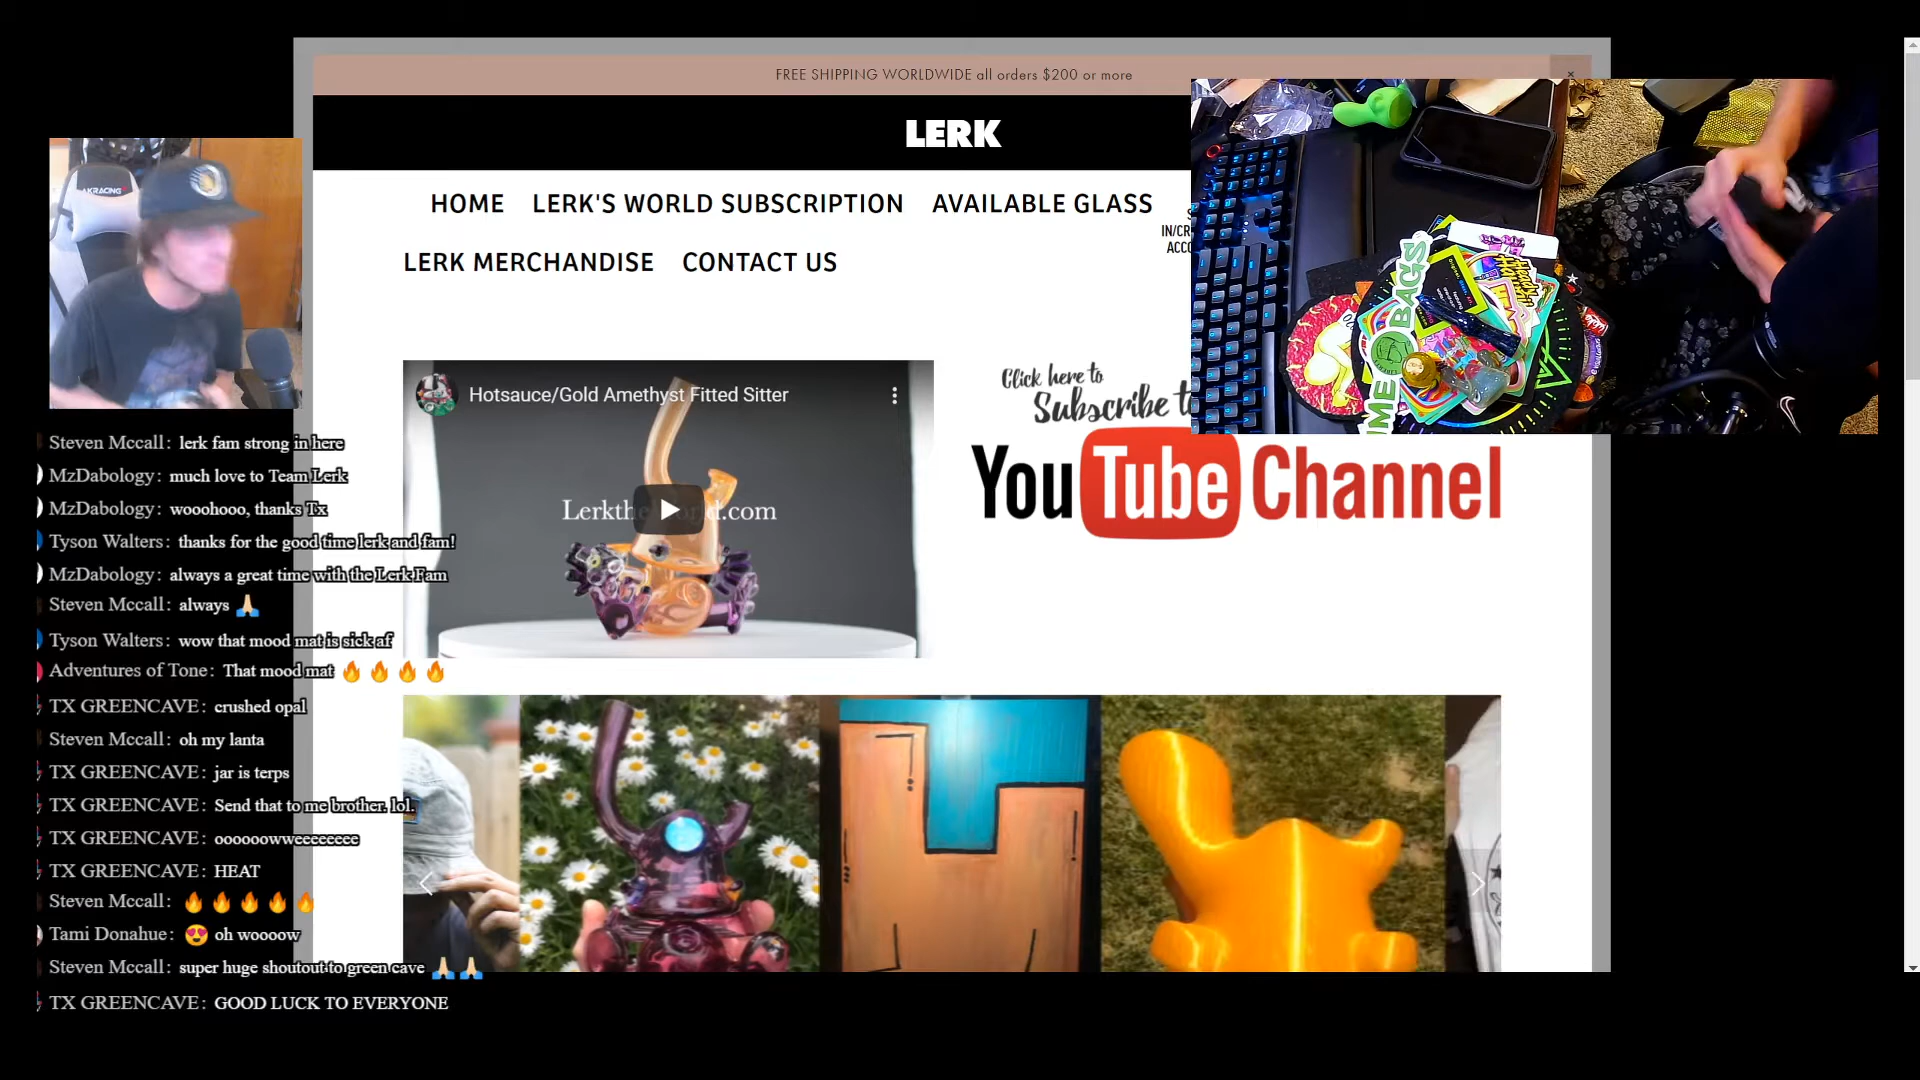 FREE SHIPPING WORLDWIDE all orders $200 or more
×
LERK
HOME LERK'S WORLD SUBSCRIPTION AVAILABLE GLASS
LERK MERCHANDISE CONTACT US
AKRACING
Hotsauce/Gold Amethyst Fitted Sitter
Click here to
Subscribe t
YouTube Channel
BAGS
Steven Mccall: lerk fam strong in here
MzDabology: much love to Team Lerk
MzDabology: wooohooo, thanks Tx
Tyson Walters: thanks for the good time lerk and fam!
MzDabology: always a great time with the Lerk Fam
Steven Mccall: always 🙏🏼
Tyson Walters: wow that mood mat is sick af
Adventures of Tone: That mood mat 🔥 🔥 🔥 🔥
TX GREENCAVE: crushed opal
Steven Mccall: oh my lanta
TX GREENCAVE: jar is terps
TX GREENCAVE: Send that to me brother. lol.
TX GREENCAVE: oooooowweeeeeeee
TX GREENCAVE: HEAT
Steven Mccall: 🔥 🔥 🔥 🔥 🔥
Tami Donahue: 😍 oh woooow
Steven Mccall: super huge shoutout to green cave 🙏🏼 🙏🏼
TX GREENCAVE: GOOD LUCK TO EVERYONE